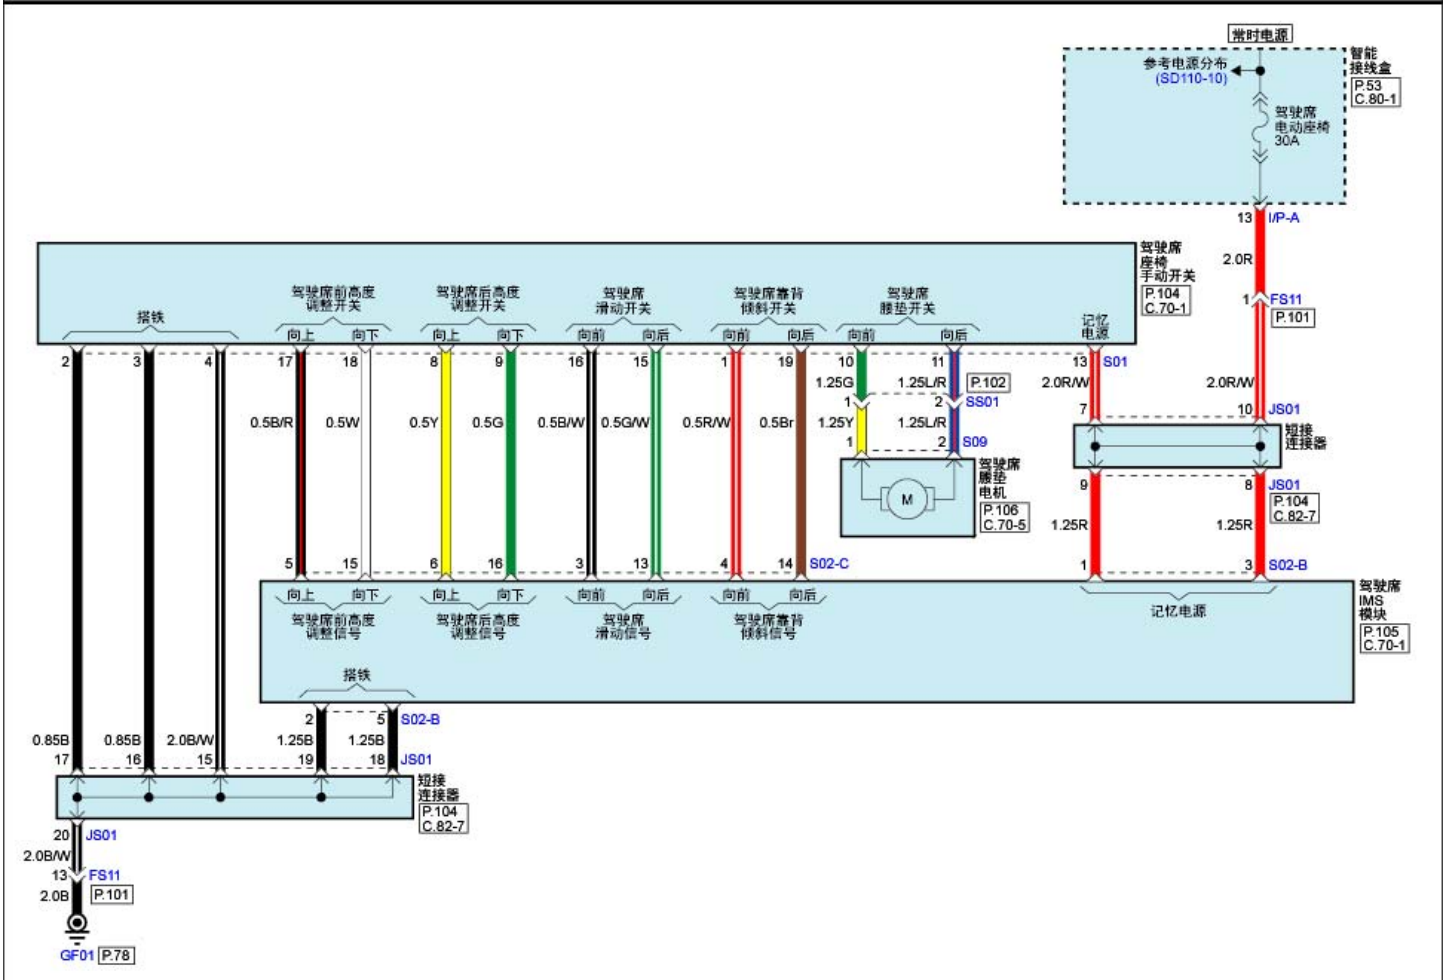 常时电源
智能
接线盒
P.53
C.80-1
参考电源分布
(SD110-10)
驾驶席
电动座椅
30A
13 I/P-A
2.0R
1 FS11
P.101
驾驶席
座椅
手动开关
P.104
C.70-1
搭铁
驾驶席前高度
调整开关
向上 向下
驾驶席后高度
调整开关
向上 向下
驾驶席
滑动开关
向前 向后
驾驶席靠背
倾斜开关
向前 向后
驾驶席
腰垫开关
向前 向后
记忆
电源
2 3 4 17 18 8 9 16 15 1 19 10 11 13 S01
1.25G 1.25L/R P.102 2.0R/W 2.0R/W
1 2 SS01 7 10 JS01
0.5B/R 0.5W 0.5Y 0.5G 0.5B/W 0.5G/W 0.5R/W 0.5Br 1.25Y 1.25L/R
1 2 S09
短接
连接器
驾驶席
腰垫
电机
P.106
C.70-5
M
9 8 JS01
P.104
C.82-7
1.25R 1.25R
5 15 6 16 3 13 4 14 S02-C 1 3 S02-B
向上 向下 向上 向下 向前 向后 向前 向后
驾驶席前高度
调整信号
驾驶席后高度
调整信号
驾驶席
滑动信号
驾驶席靠背
倾斜信号
记忆电源
驾驶席
IMS
模块
P.105
C.70-1
搭铁
2 5 S02-B
0.85B 0.85B 2.0B/W 1.25B 1.25B
17 16 15 19 18 JS01
短接
连接器
P.104
C.82-7
20 JS01
2.0B/W
13 FS11
2.0B P.101
GF01 P.78